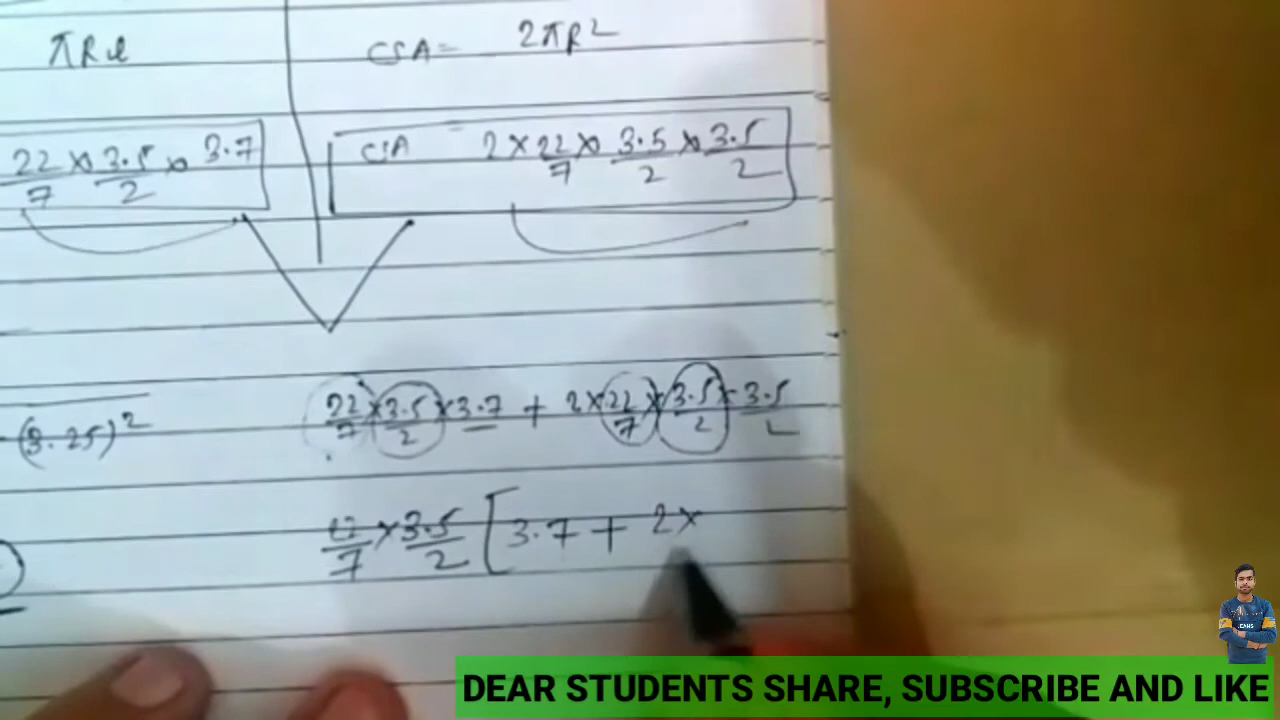 πRl
CSA = 2πR²
22/7 × 3.5/2 × 3.7
CSA = 2 × 22/7 × 3.5/2 × 3.5/2
(3.25)²
22/7 × 3.5/2 × 3.7 + 2 × 22/7 × 3.5/2 × 3.5/2
22/7 × 3.5/2 [3.7 + 2 ×
DEAR STUDENTS SHARE, SUBSCRIBE AND LIKE